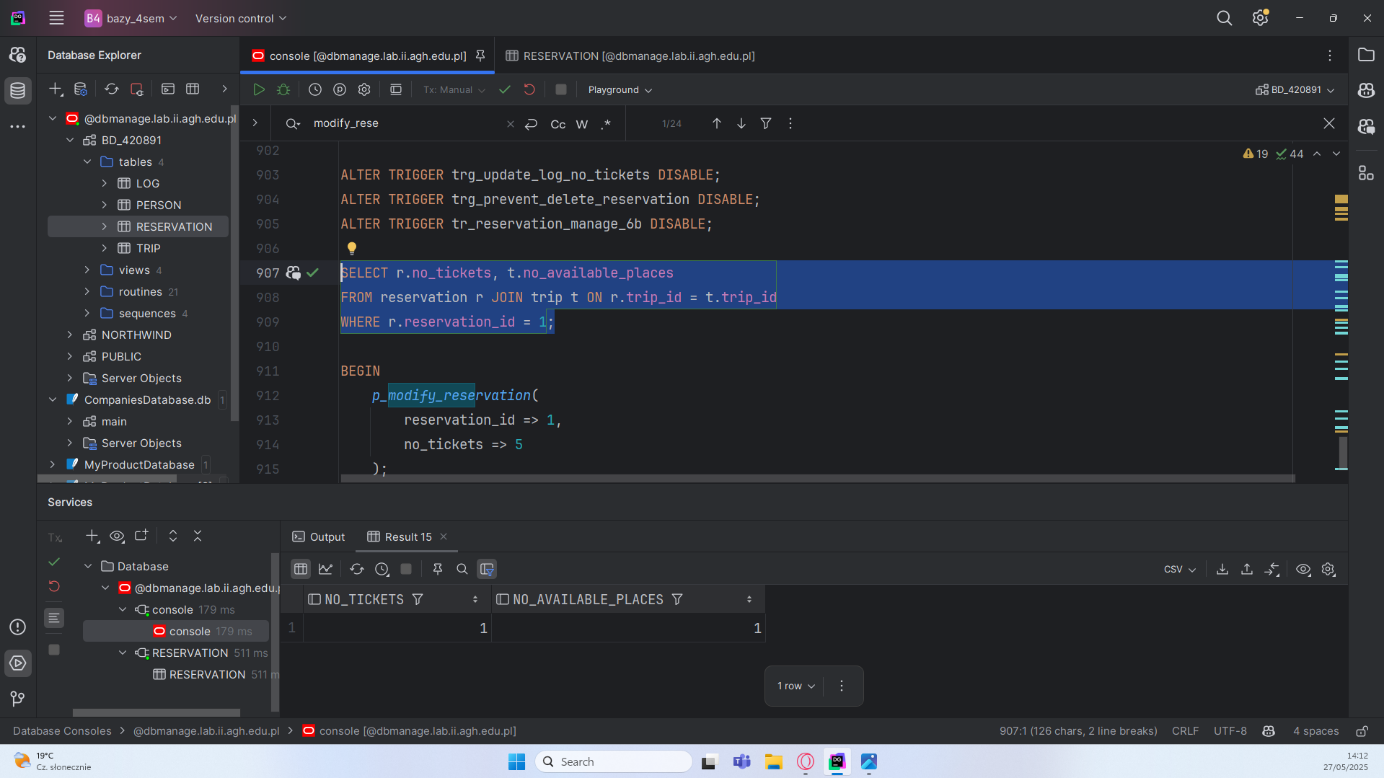 B4 bazy_4sem Version control
Database Explorer
console [@dbmanage.lab.ii.agh.edu.pl] RESERVATION [@dbmanage.lab.ii.agh.edu.pl]
Tx: Manual Playground BD_420891
modify_rese Cc W .* 1/24
19 44
@dbmanage.lab.ii.agh.edu.pl
BD_420891
tables 4
LOG
PERSON
RESERVATION
TRIP
views 4
routines 21
sequences 4
NORTHWIND
PUBLIC
Server Objects
CompaniesDatabase.db 1
main
Server Objects
MyProductDatabase 1
902
903 ALTER TRIGGER trg_update_log_no_tickets DISABLE;
904 ALTER TRIGGER trg_prevent_delete_reservation DISABLE;
905 ALTER TRIGGER tr_reservation_manage_6b DISABLE;
906
907 SELECT r.no_tickets, t.no_available_places
908 FROM reservation r JOIN trip t ON r.trip_id = t.trip_id
909 WHERE r.reservation_id = 1;
910
911 BEGIN
912 p_modify_reservation(
913 reservation_id => 1,
914 no_tickets => 5
915 );
Services
Tx
Database
@dbmanage.lab.ii.agh.edu.
console 179 ms
console 179 ms
RESERVATION 511 ms
RESERVATION 511 m
Output Result 15
CSV
NO_TICKETS NO_AVAILABLE_PLACES
1 1 1
1 row
Database Consoles @dbmanage.lab.ii.agh.edu.pl console [@dbmanage.lab.ii.agh.edu.pl] 907:1 (126 chars, 2 line breaks) CRLF UTF-8 4 spaces
19°C
Cz. słonecznie
Search
14:12
27/05/2025